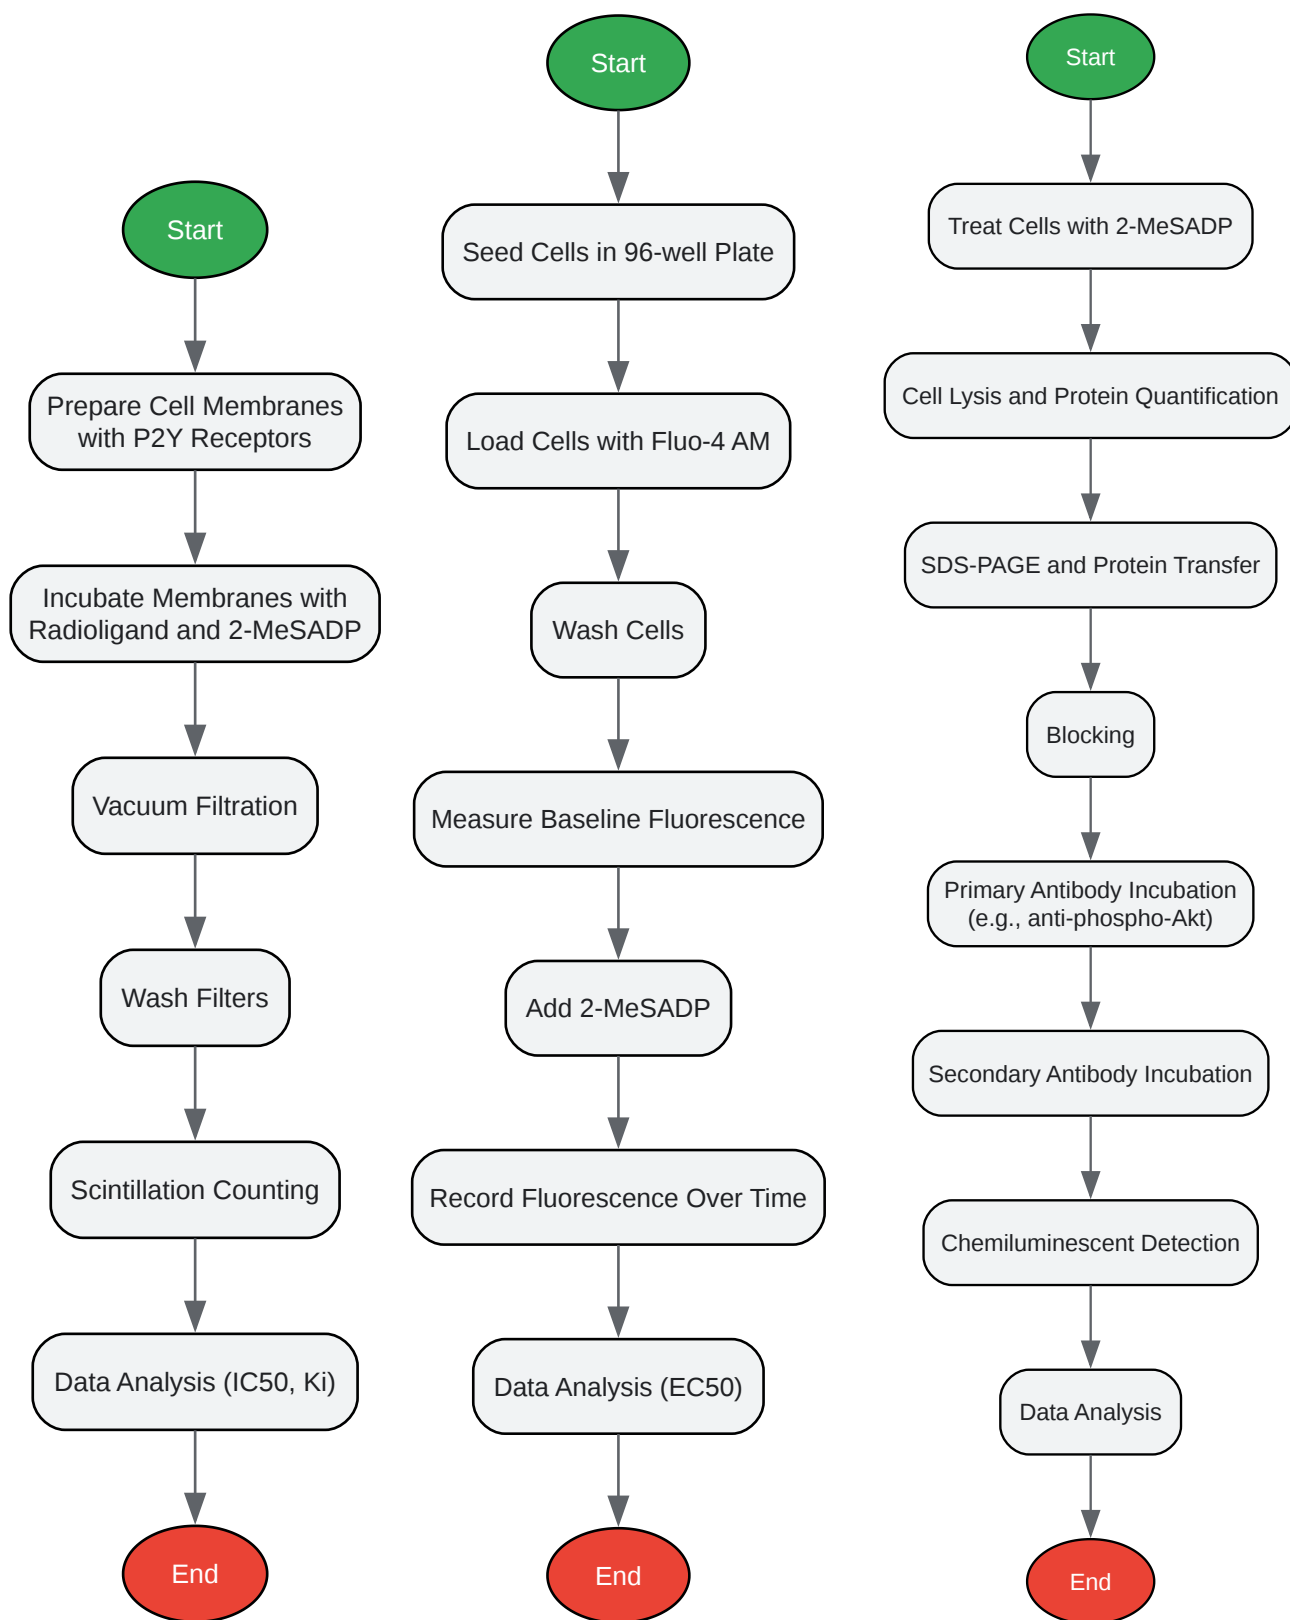 Start
Prepare Cell Membranes
with P2Y Receptors
Incubate Membranes with
Radioligand and 2-MeSADP
Vacuum Filtration
Wash Filters
Scintillation Counting
Data Analysis (IC50, Ki)
End
Start
Seed Cells in 96-well Plate
Load Cells with Fluo-4 AM
Wash Cells
Measure Baseline Fluorescence
Add 2-MeSADP
Record Fluorescence Over Time
Data Analysis (EC50)
End
Start
Treat Cells with 2-MeSADP
Cell Lysis and Protein Quantification
SDS-PAGE and Protein Transfer
Blocking
Primary Antibody Incubation
(e.g., anti-phospho-Akt)
Secondary Antibody Incubation
Chemiluminescent Detection
Data Analysis
End